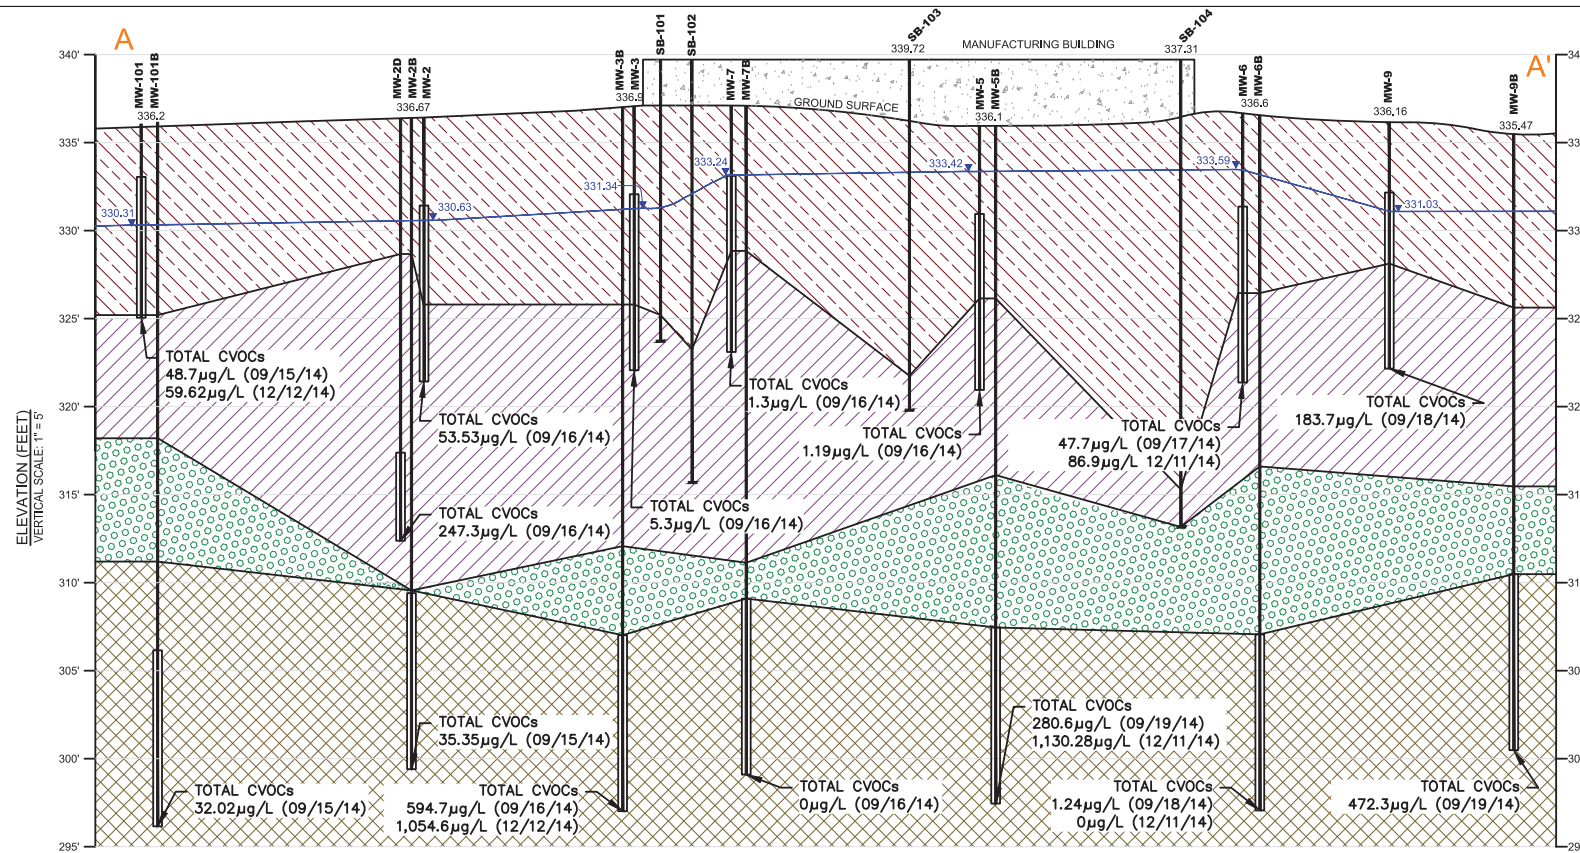 A
A'
MW-101
MW-101B
336.2
MW-2D
MW-2B
MW-2
336.67
MW-3B
MW-3
336.9
SB-101
SB-102
MW-7
MW-7B
SB-103
339.72
MANUFACTURING BUILDING
GROUND SURFACE
MW-5
MW-5B
336.1
SB-104
337.31
MW-6
MW-6B
336.6
MW-9
336.16
MW-9B
335.47
340'
335'
330'
325'
320'
315'
310'
305'
300'
295'
34
33
33
32
32
31
31
30
30
29
ELEVATION (FEET)
VERTICAL SCALE: 1" = 5'
330.31
330.63
331.34
333.24
333.42
333.59
331.03
TOTAL CVOCs
48.7µg/L (09/15/14)
59.62µg/L (12/12/14)
TOTAL CVOCs
53.53µg/L (09/16/14)
TOTAL CVOCs
247.3µg/L (09/16/14)
TOTAL CVOCs
5.3µg/L (09/16/14)
TOTAL CVOCs
1.3µg/L (09/16/14)
TOTAL CVOCs
1.19µg/L (09/16/14)
TOTAL CVOCs
47.7µg/L (09/17/14)
86.9µg/L 12/11/14)
TOTAL CVOCs
183.7µg/L (09/18/14)
TOTAL CVOCs
32.02µg/L (09/15/14)
TOTAL CVOCs
35.35µg/L (09/15/14)
TOTAL CVOCs
594.7µg/L (09/16/14)
1,054.6µg/L (12/12/14)
TOTAL CVOCs
0µg/L (09/16/14)
TOTAL CVOCs
280.6µg/L (09/19/14)
1,130.28µg/L (12/11/14)
TOTAL CVOCs
1.24µg/L (09/18/14)
0µg/L (12/11/14)
TOTAL CVOCs
472.3µg/L (09/19/14)